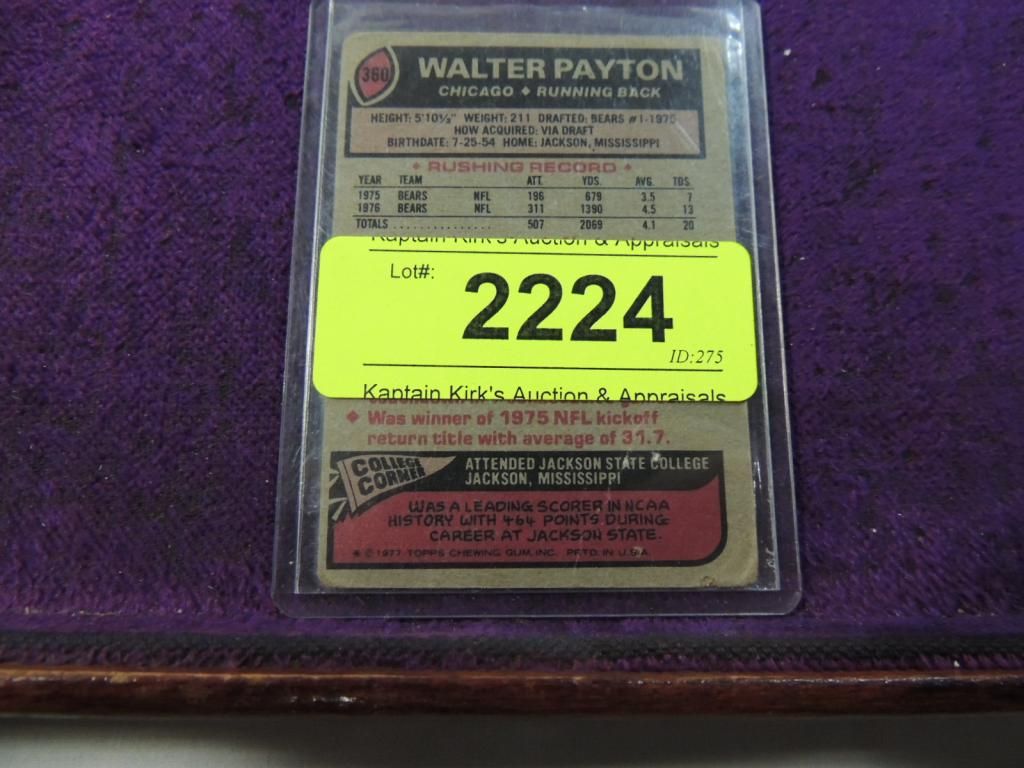 360 WALTER PAYTON
CHICAGO ♦ RUNNING BACK
HEIGHT: 5'10½" WEIGHT: 211 DRAFTED: BEARS #1-1975
HOW ACQUIRED: VIA DRAFT
BIRTHDATE: 7-25-54 HOME: JACKSON, MISSISSIPPI
♦ RUSHING RECORD ♦
YEAR TEAM ATT. YDS. AVG. TDS
1975 BEARS NFL 196 679 3.5 7
1976 BEARS NFL 311 1390 4.5 13
TOTALS ............... 507 2069 4.1 20
Kaptain Kirk's Auction & Appraisals
Lot#: 2224
ID:275
Kaptain Kirk's Auction & Appraisals
♦ Was winner of 1975 NFL kickoff
return title with average of 31.7.
COLLEGE CORNER
ATTENDED JACKSON STATE COLLEGE
JACKSON, MISSISSIPPI
WAS A LEADING SCORER IN NCAA
HISTORY WITH 464 POINTS DURING
CAREER AT JACKSON STATE.
* © 1977 TOPPS CHEWING GUM, INC. PRTD. IN U.S.A.